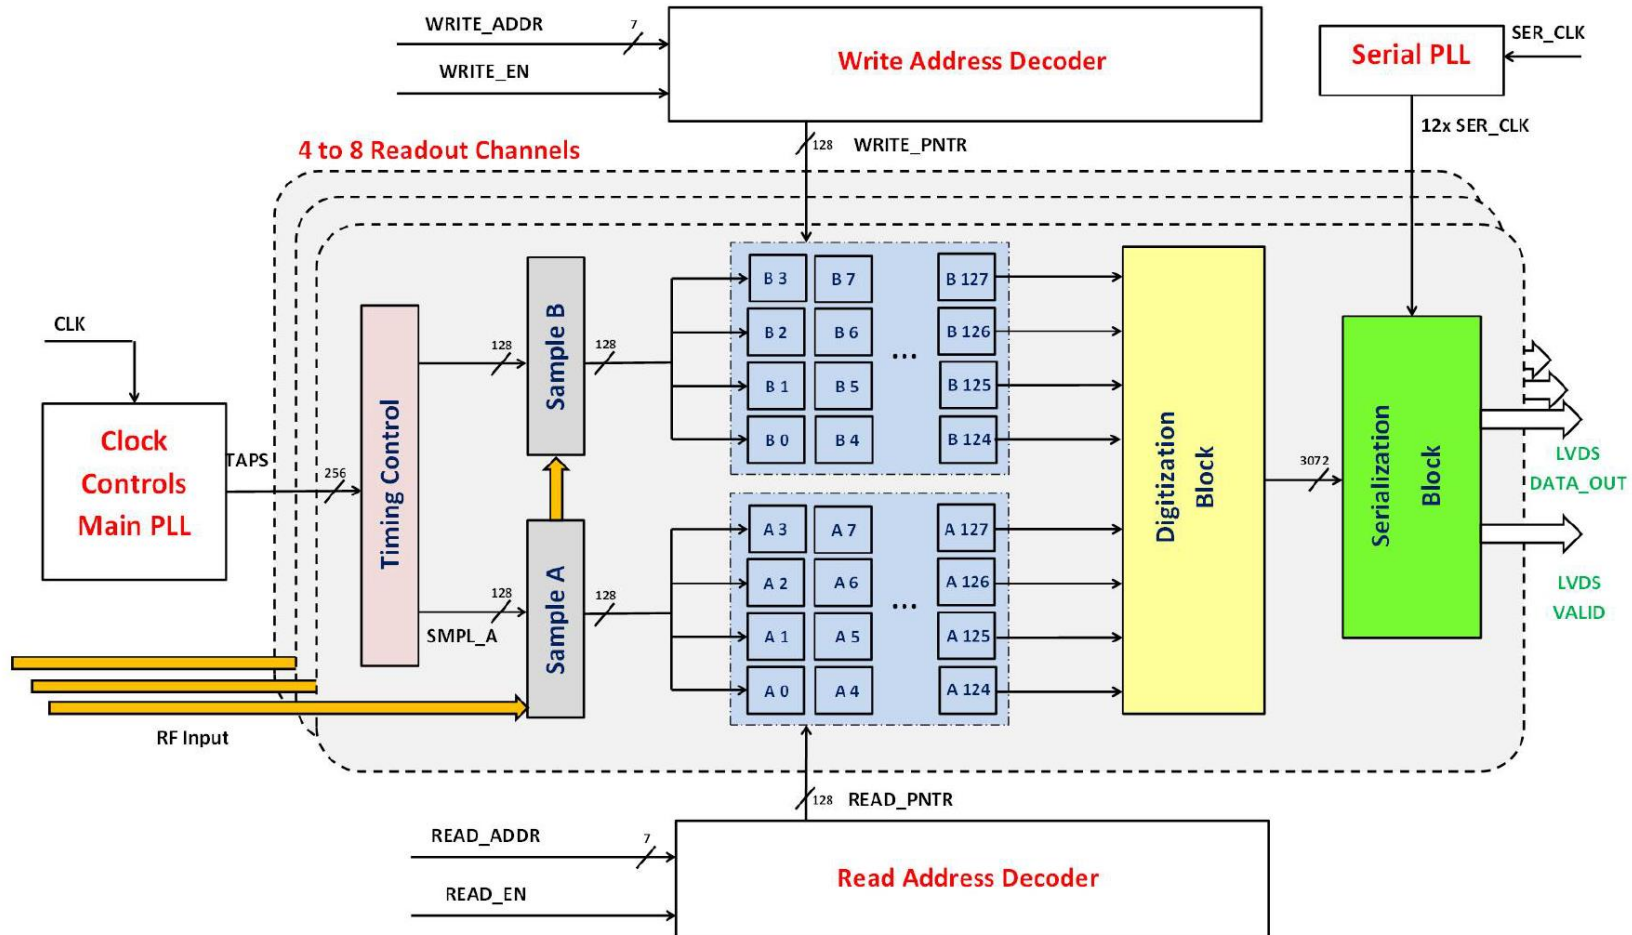 WRITE_ADDR
7
WRITE_EN
Write Address Decoder
Serial PLL
SER_CLK
12x SER_CLK
128
WRITE_PNTR
4 to 8 Readout Channels
CLK
Clock
Controls
Main PLL
TAPS
256
Timing Control
128
Sample B
128
B 3
B 7
B 127
B 2
B 6
B 126
...
B 1
B 5
B 125
B 0
B 4
B 124
128
SMPL_A
Sample A
128
A 3
A 7
A 127
A 2
A 6
A 126
...
A 1
A 5
A 125
A 0
A 4
A 124
Digitization
Block
3072
Serialization
Block
LVDS
DATA_OUT
LVDS
VALID
RF Input
128
READ_PNTR
READ_ADDR
7
READ_EN
Read Address Decoder